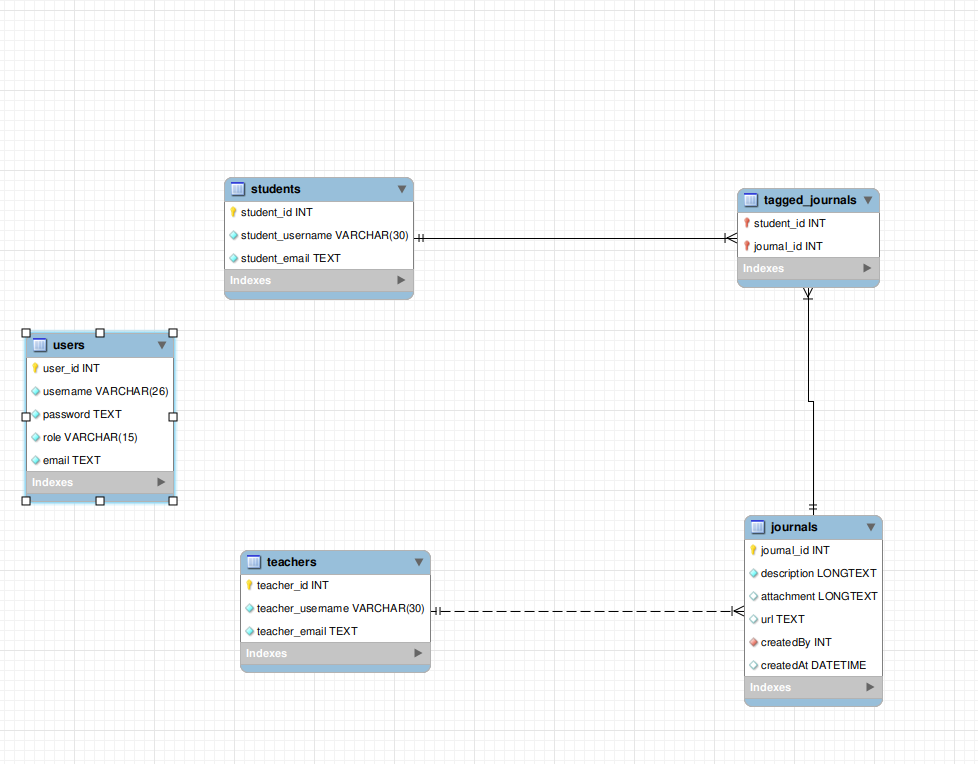 students
student_id INT
student_username VARCHAR(30)
student_email TEXT
Indexes
tagged_journals
student_id INT
journal_id INT
Indexes
users
user_id INT
username VARCHAR(26)
password TEXT
role VARCHAR(15)
email TEXT
Indexes
teachers
teacher_id INT
teacher_username VARCHAR(30)
teacher_email TEXT
Indexes
journals
journal_id INT
description LONGTEXT
attachment LONGTEXT
url TEXT
createdBy INT
createdAt DATETIME
Indexes